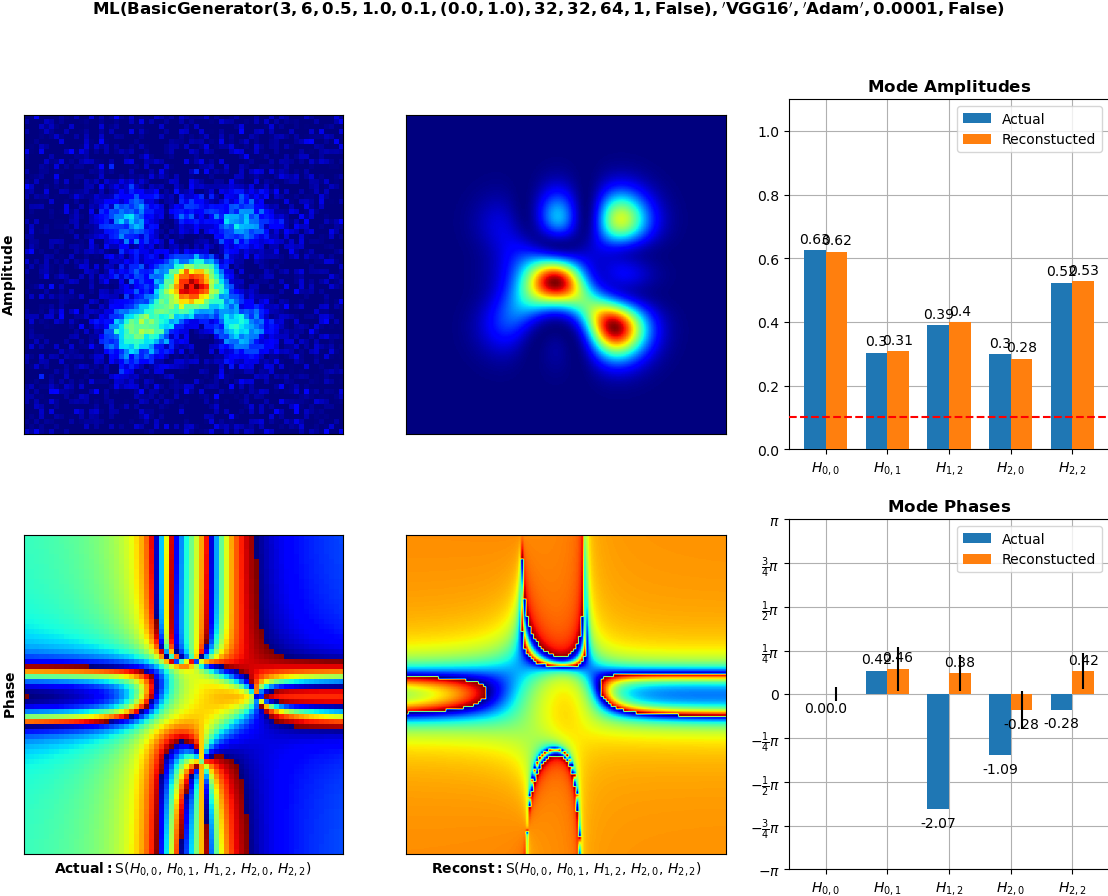 ML(BasicGenerator(3, 6, 0.5, 1.0, 0.1, (0.0, 1.0), 32, 32, 64, 1, False), 'VGG16', 'Adam', 0.0001, False)
Amplitude
Mode Amplitudes
Actual
Reconstucted
1.0
0.8
0.6
0.4
0.2
0.0
0.63 0.62
0.3 0.31
0.39 0.4
0.3 0.28
0.52 0.53
H0,0 H0,1 H1,2 H2,0 H2,2
Phase
Actual: S(H0,0, H0,1, H1,2, H2,0, H2,2)
Reconst: S(H0,0, H0,1, H1,2, H2,0, H2,2)
Mode Phases
Actual
Reconstucted
π
3/4π
1/2π
1/4π
0
−1/4π
−1/2π
−3/4π
−π
0.0 0.0
0.42 0.46
-2.07 0.38
-1.09 -0.28
-0.28 0.42
H0,0 H0,1 H1,2 H2,0 H2,2